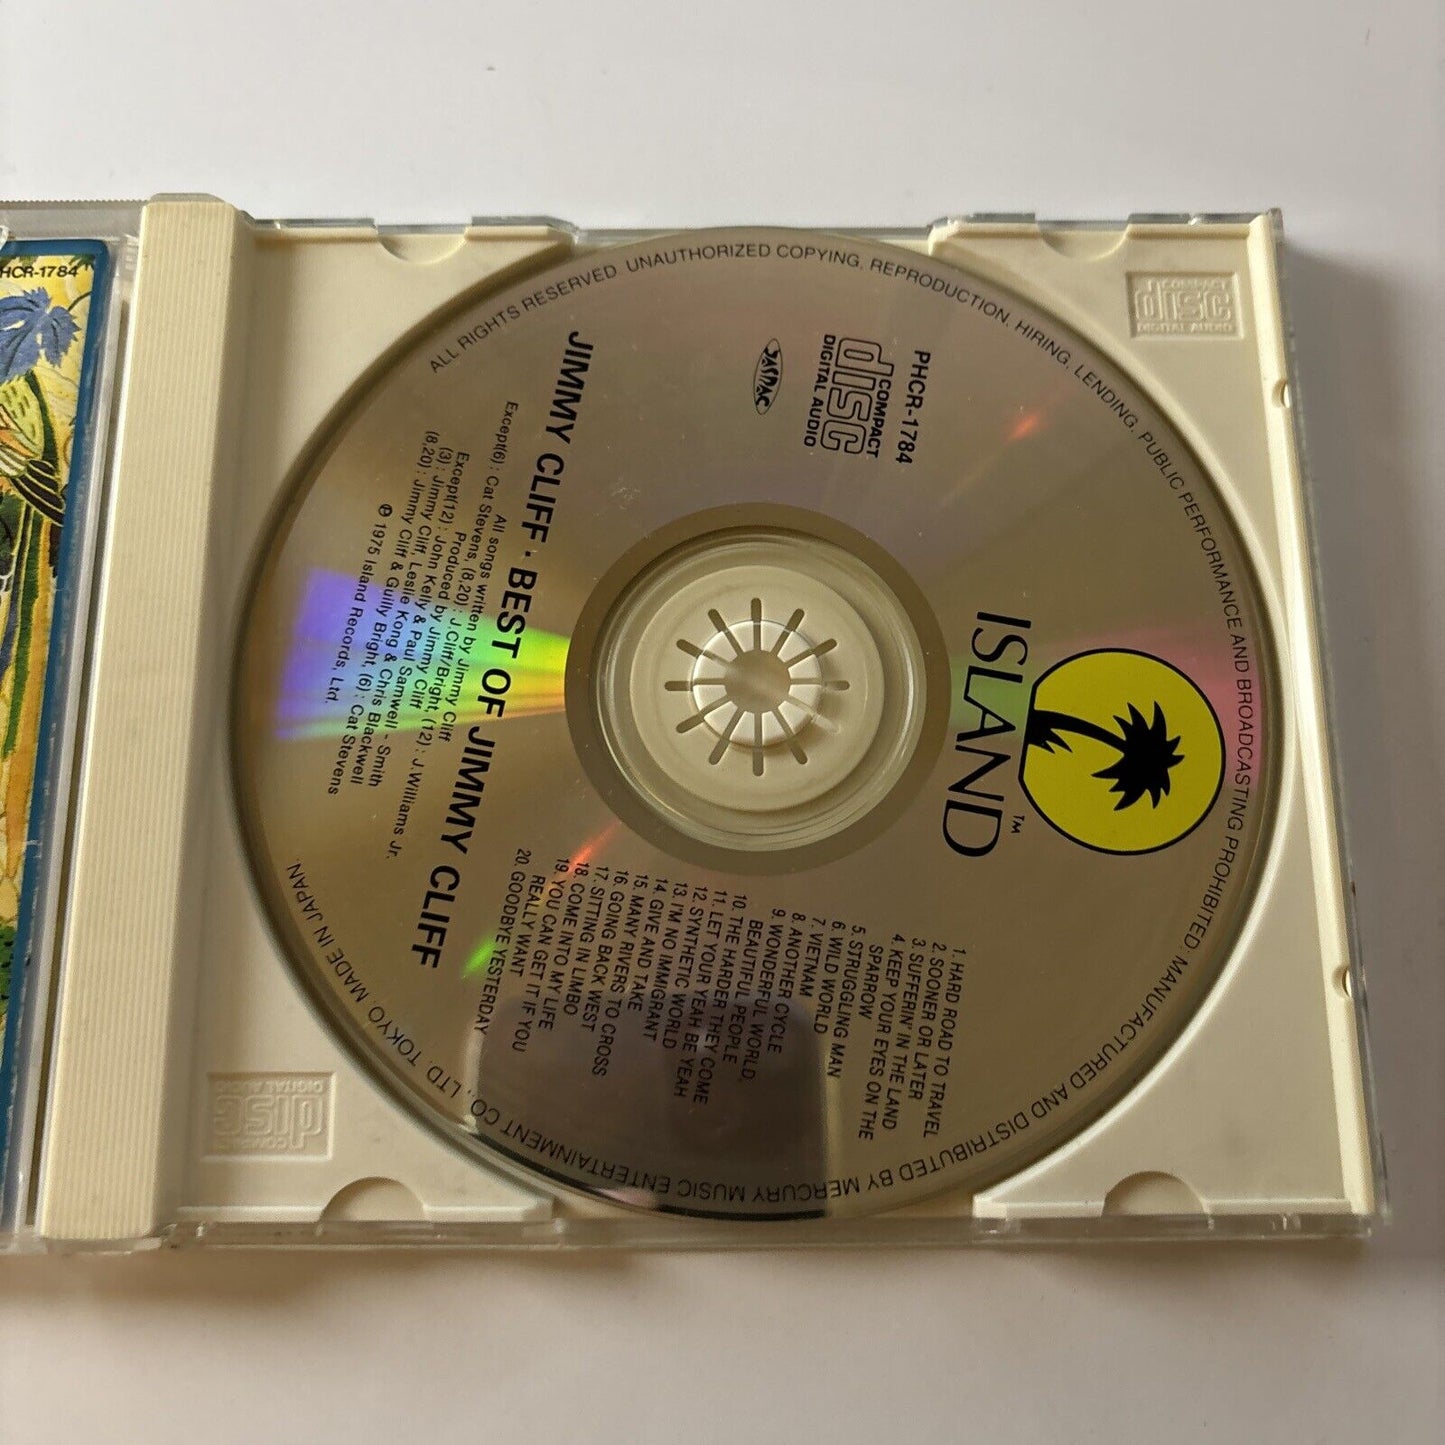 HCR-1784
ALL RIGHTS RESERVED. UNAUTHORIZED COPYING, REPRODUCTION, HIRING, LENDING, PUBLIC PERFORMANCE AND BROADCASTING PROHIBITED. MANUFACTURED AND DISTRIBUTED BY MERCURY MUSIC ENTERTAINMENT CO., LTD. TOKYO MADE IN JAPAN
ISLAND™
PHCR-1784
COMPACT
disc
DIGITAL AUDIO
JASRAC
1. HARD ROAD TO TRAVEL
2. SOONER OR LATER
3. SUFFERIN' IN THE LAND
4. KEEP YOUR EYES ON THE
SPARROW
5. STRUGGLING MAN
6. WILD WORLD
7. VIETNAM
8. ANOTHER CYCLE
9. WONDERFUL WORLD,
BEAUTIFUL PEOPLE
10. THE HARDER THEY COME
11. LET YOUR YEAH BE YEAH
12. SYNTHETIC WORLD
13. I'M NO IMMIGRANT
14. GIVE AND TAKE
15. MANY RIVERS TO CROSS
16. GOING BACK WEST
17. SITTING IN LIMBO
18. COME INTO MY LIFE
19. YOU CAN GET IT IF YOU
REALLY WANT
20. GOODBYE YESTERDAY
JIMMY CLIFF · BEST OF JIMMY CLIFF
All songs written by Jimmy Cliff
Except(6) : Cat Stevens, (8,20) : J.Cliff/Bright, (12) : J.Williams Jr.
Produced by Jimmy Cliff
Except(12) : John Kelly & Paul Samwell - Smith
(3) : Jimmy Cliff, Leslie Kong & Chris Blackwell
(8,20) : Jimmy Cliff & Guilly Bright, (6) : Cat Stevens
℗ 1975 Island Records, Ltd.
COMPACT
disc
DIGITAL AUDIO
COMPACT
disc
DIGITAL AUDIO